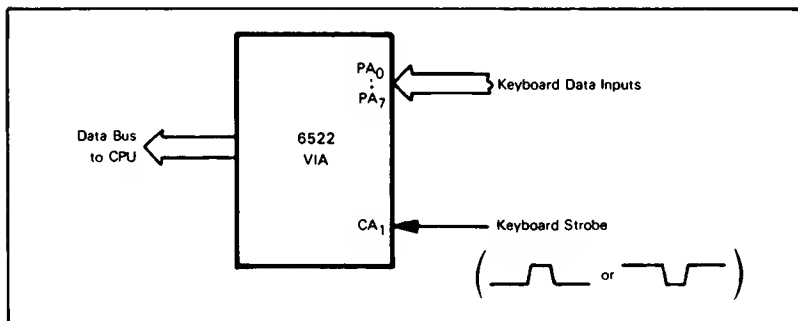 PA0
⋮
PA7
Keyboard Data Inputs
Data Bus
to CPU
6522
VIA
CA1
Keyboard Strobe
( or )